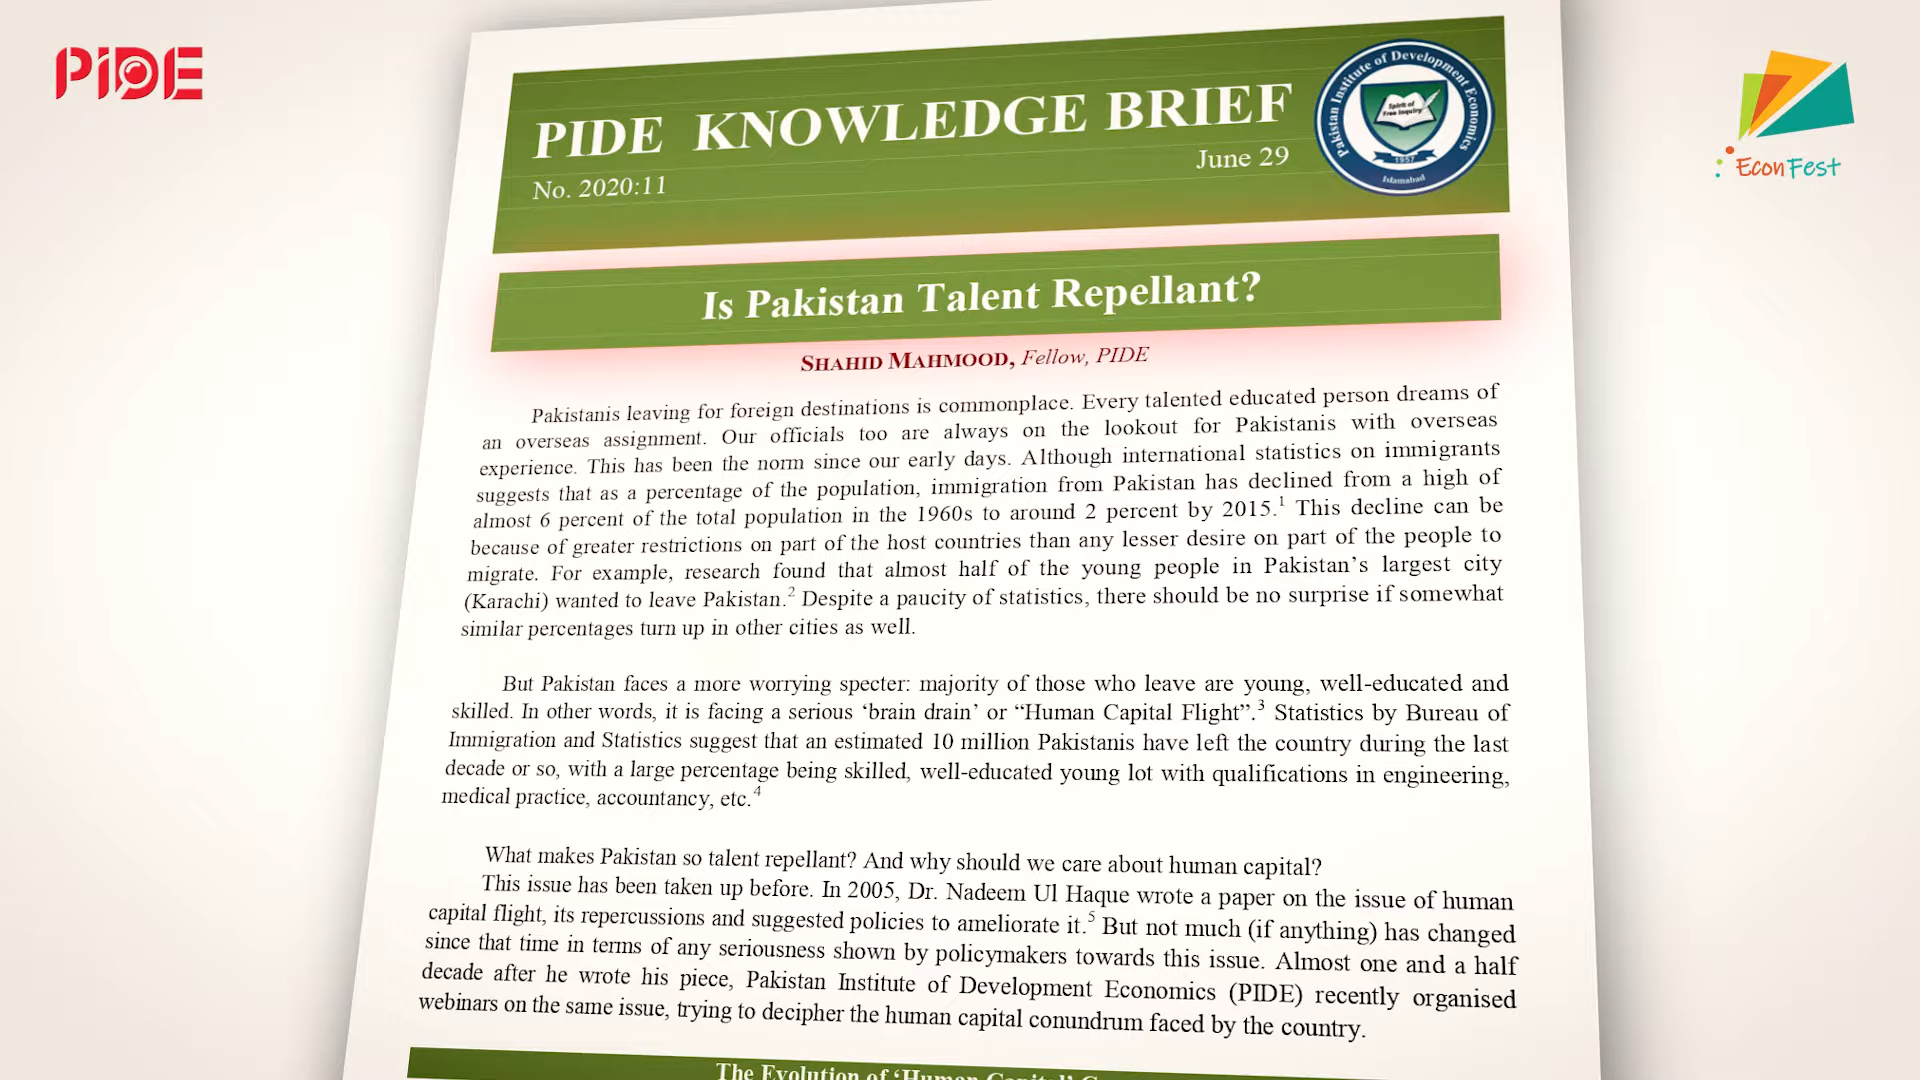 PIDE
PIDE KNOWLEDGE BRIEF
No. 2020:11
June 29
Pakistan Institute of Development Economics
Spirit of
Free Inquiry
1957
Islamabad
EconFest
Is Pakistan Talent Repellant?
SHAHID MAHMOOD, Fellow, PIDE
Pakistanis leaving for foreign destinations is commonplace. Every talented educated person dreams of
an overseas assignment. Our officials too are always on the lookout for Pakistanis with overseas
experience. This has been the norm since our early days. Although international statistics on immigrants
suggests that as a percentage of the population, immigration from Pakistan has declined from a high of
almost 6 percent of the total population in the 1960s to around 2 percent by 2015.1 This decline can be
because of greater restrictions on part of the host countries than any lesser desire on part of the people to
migrate. For example, research found that almost half of the young people in Pakistan’s largest city
(Karachi) wanted to leave Pakistan.2 Despite a paucity of statistics, there should be no surprise if somewhat
similar percentages turn up in other cities as well.
But Pakistan faces a more worrying specter: majority of those who leave are young, well-educated and
skilled. In other words, it is facing a serious ‘brain drain’ or “Human Capital Flight”.3 Statistics by Bureau of
Immigration and Statistics suggest that an estimated 10 million Pakistanis have left the country during the last
decade or so, with a large percentage being skilled, well-educated young lot with qualifications in engineering,
medical practice, accountancy, etc.4
What makes Pakistan so talent repellant? And why should we care about human capital?
This issue has been taken up before. In 2005, Dr. Nadeem Ul Haque wrote a paper on the issue of human
capital flight, its repercussions and suggested policies to ameliorate it.5 But not much (if anything) has changed
since that time in terms of any seriousness shown by policymakers towards this issue. Almost one and a half
decade after he wrote his piece, Pakistan Institute of Development Economics (PIDE) recently organised
webinars on the same issue, trying to decipher the human capital conundrum faced by the country.
The Evolution of ‘Human Capital’